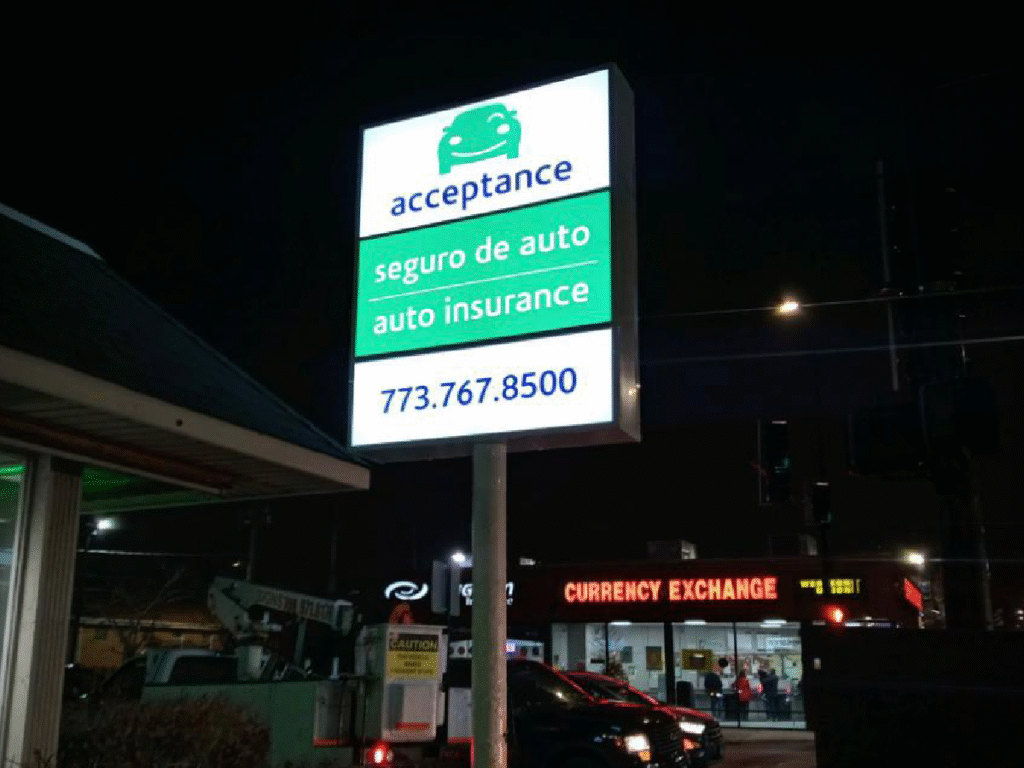 acceptance
seguro de auto
auto insurance
773.767.8500
CURRENCY EXCHANGE
CAUTION